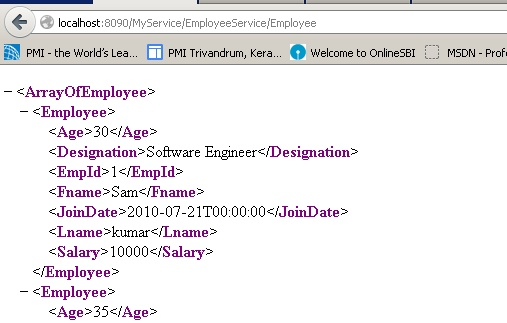 localhost:8090/MyService/EmployeeService/Employee
PMI - the World's Lea... PMI Trivandrum, Kera... Welcome to OnlineSBI MSDN - Prof
− <ArrayOfEmployee>
− <Employee>
<Age>30</Age>
<Designation>Software Engineer</Designation>
<EmpId>1</EmpId>
<Fname>Sam</Fname>
<JoinDate>2010-07-21T00:00:00</JoinDate>
<Lname>kumar</Lname>
<Salary>10000</Salary>
</Employee>
− <Employee>
<Age>35</Age>